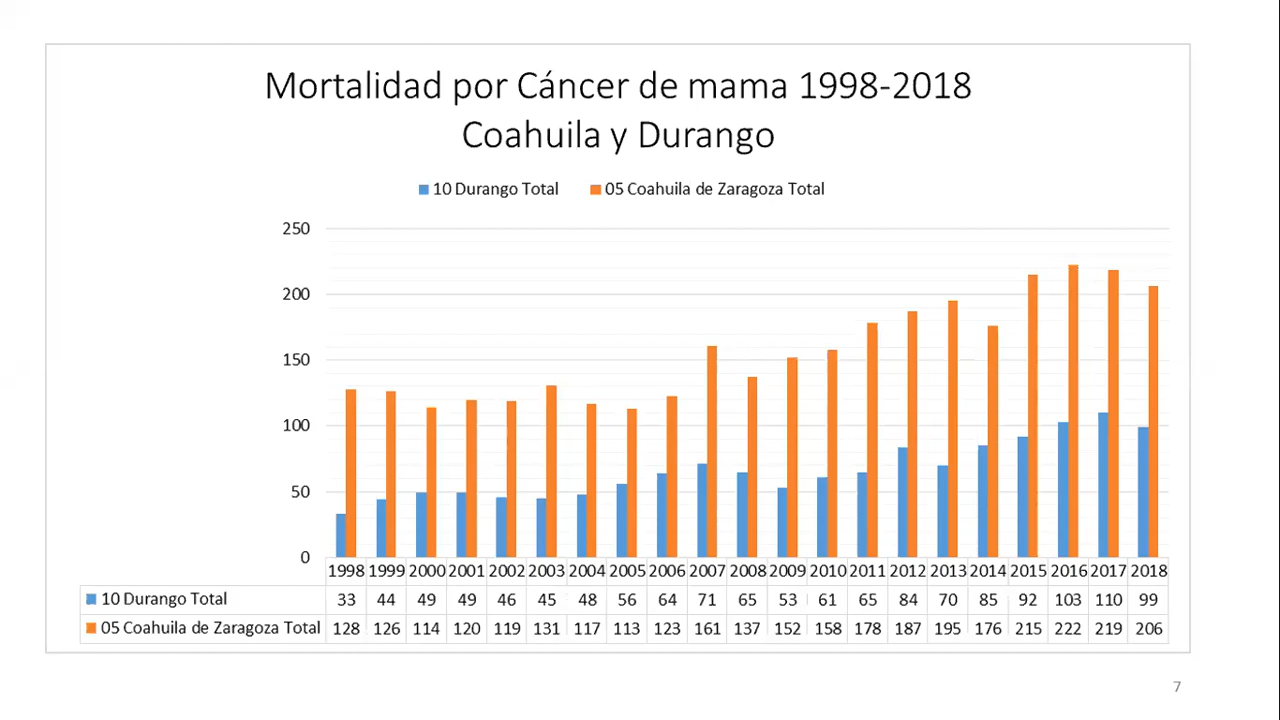 Mortalidad por Cáncer de mama 1998-2018
Coahuila y Durango
10 Durango Total 05 Coahuila de Zaragoza Total
250
200
150
100
50
0
1998 1999 2000 2001 2002 2003 2004 2005 2006 2007 2008 2009 2010 2011 2012 2013 2014 2015 2016 2017 2018
10 Durango Total 33 44 49 49 46 45 48 56 64 71 65 53 61 65 84 70 85 92 103 110 99
05 Coahuila de Zaragoza Total 128 126 114 120 119 131 117 113 123 161 137 152 158 178 187 195 176 215 222 219 206
7